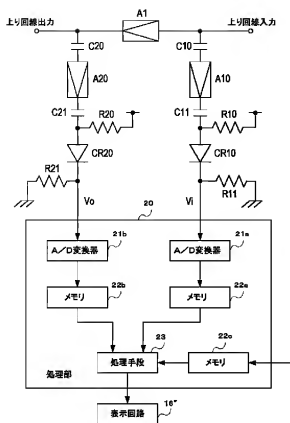 A1
上り回線出力
上り回線入力
C20
C10
A20
A10
C21
R20
C11
R10
CR20
CR10
R21
R11
Vo
Vi
20
21b
21a
A/D変換器
A/D変換器
22b
22a
メモリ
メモリ
23
22c
処理手段
メモリ
処理部
16'
表示回路